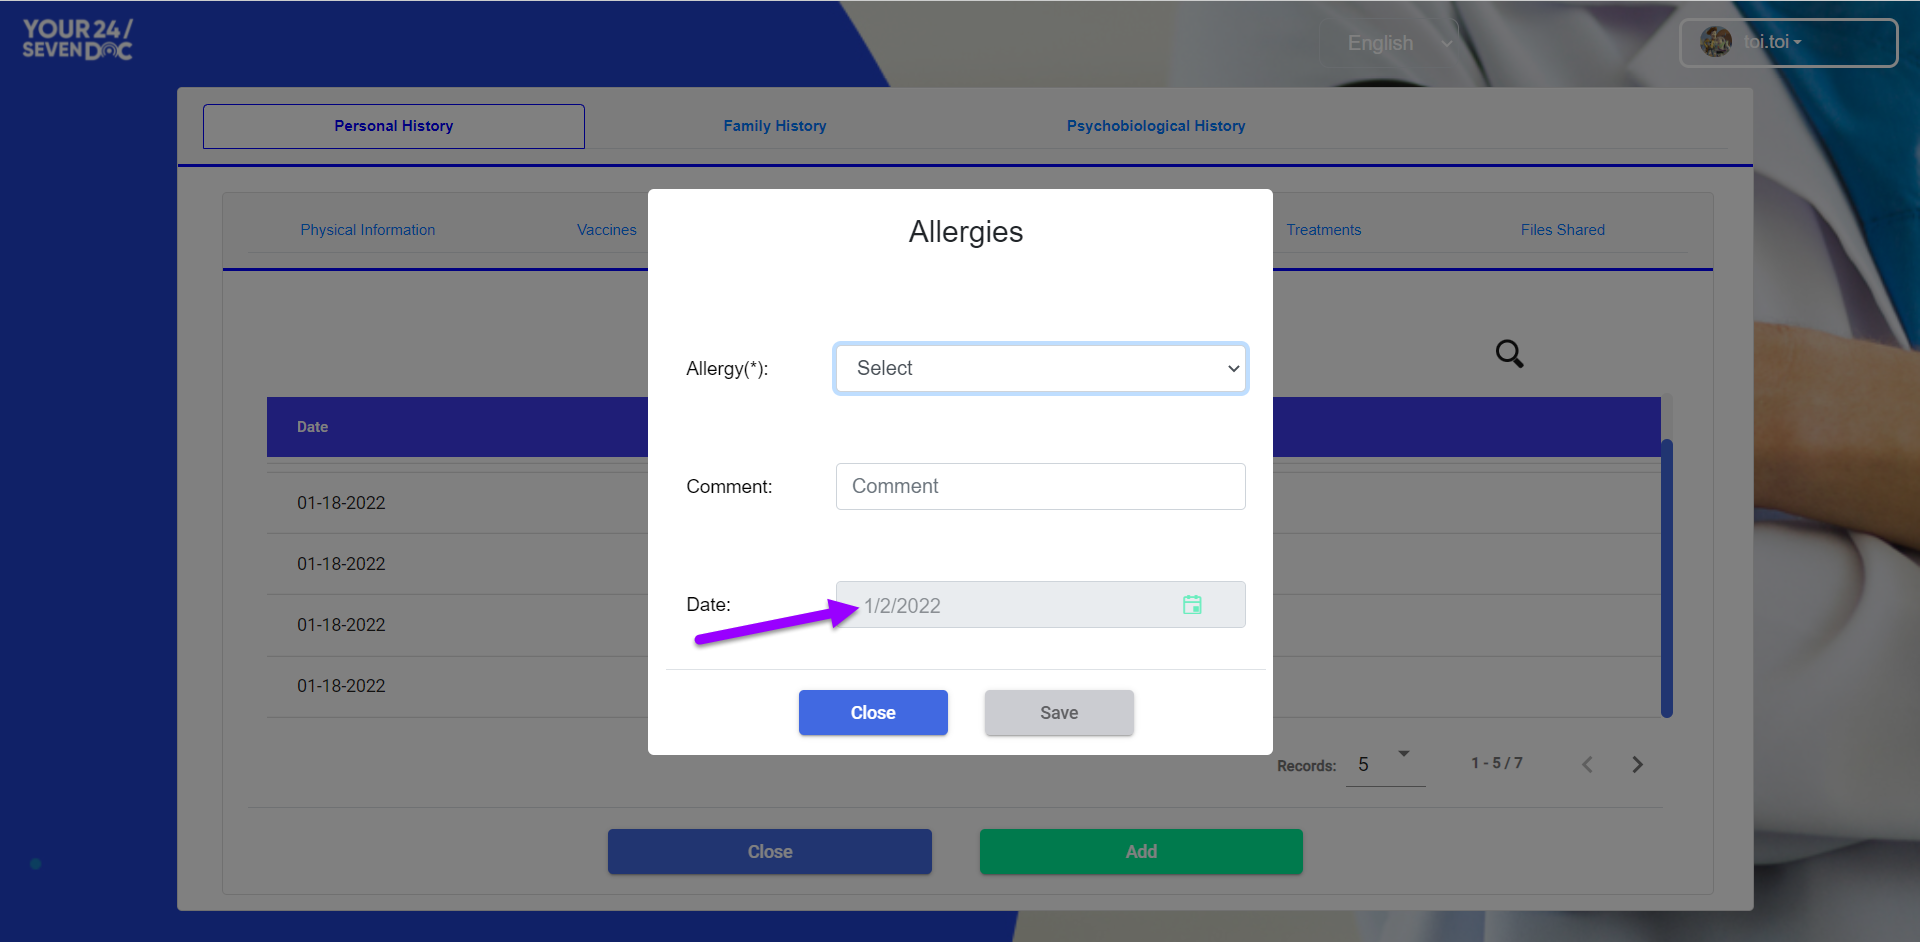 YOUR 24/
SEVEN DOC
English
toi.toi
Personal History
Family History
Psychobiological History
Physical Information
Vaccines
Treatments
Files Shared
Allergies
Allergy(*):
Select
Date
Comment:
Comment
01-18-2022
01-18-2022
01-18-2022
01-18-2022
Date:
1/2/2022
Close
Save
Records:
5
1 - 5 / 7
Close
Add